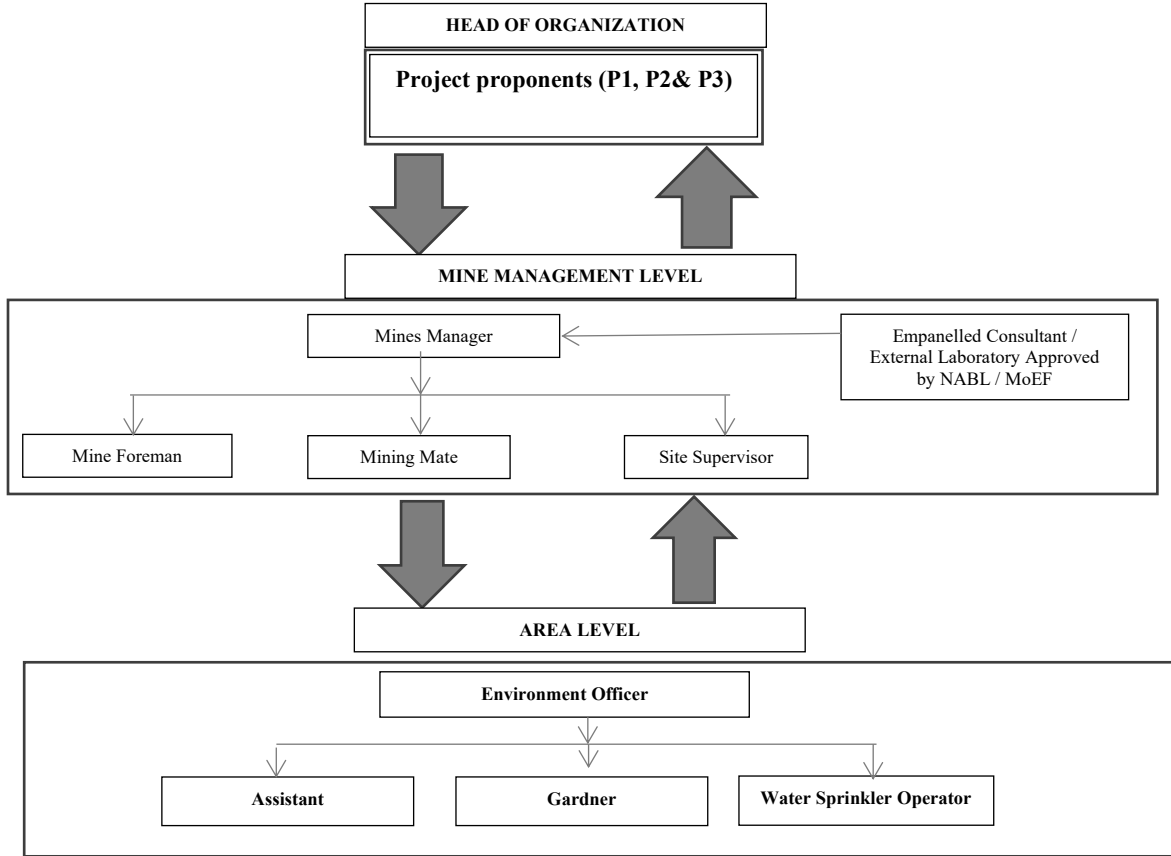 HEAD OF ORGANIZATION
Project proponents (P1, P2& P3)
MINE MANAGEMENT LEVEL
Mines Manager
Empanelled Consultant /
External Laboratory Approved
by NABL / MoEF
Mine Foreman
Mining Mate
Site Supervisor
AREA LEVEL
Environment Officer
Assistant
Gardner
Water Sprinkler Operator